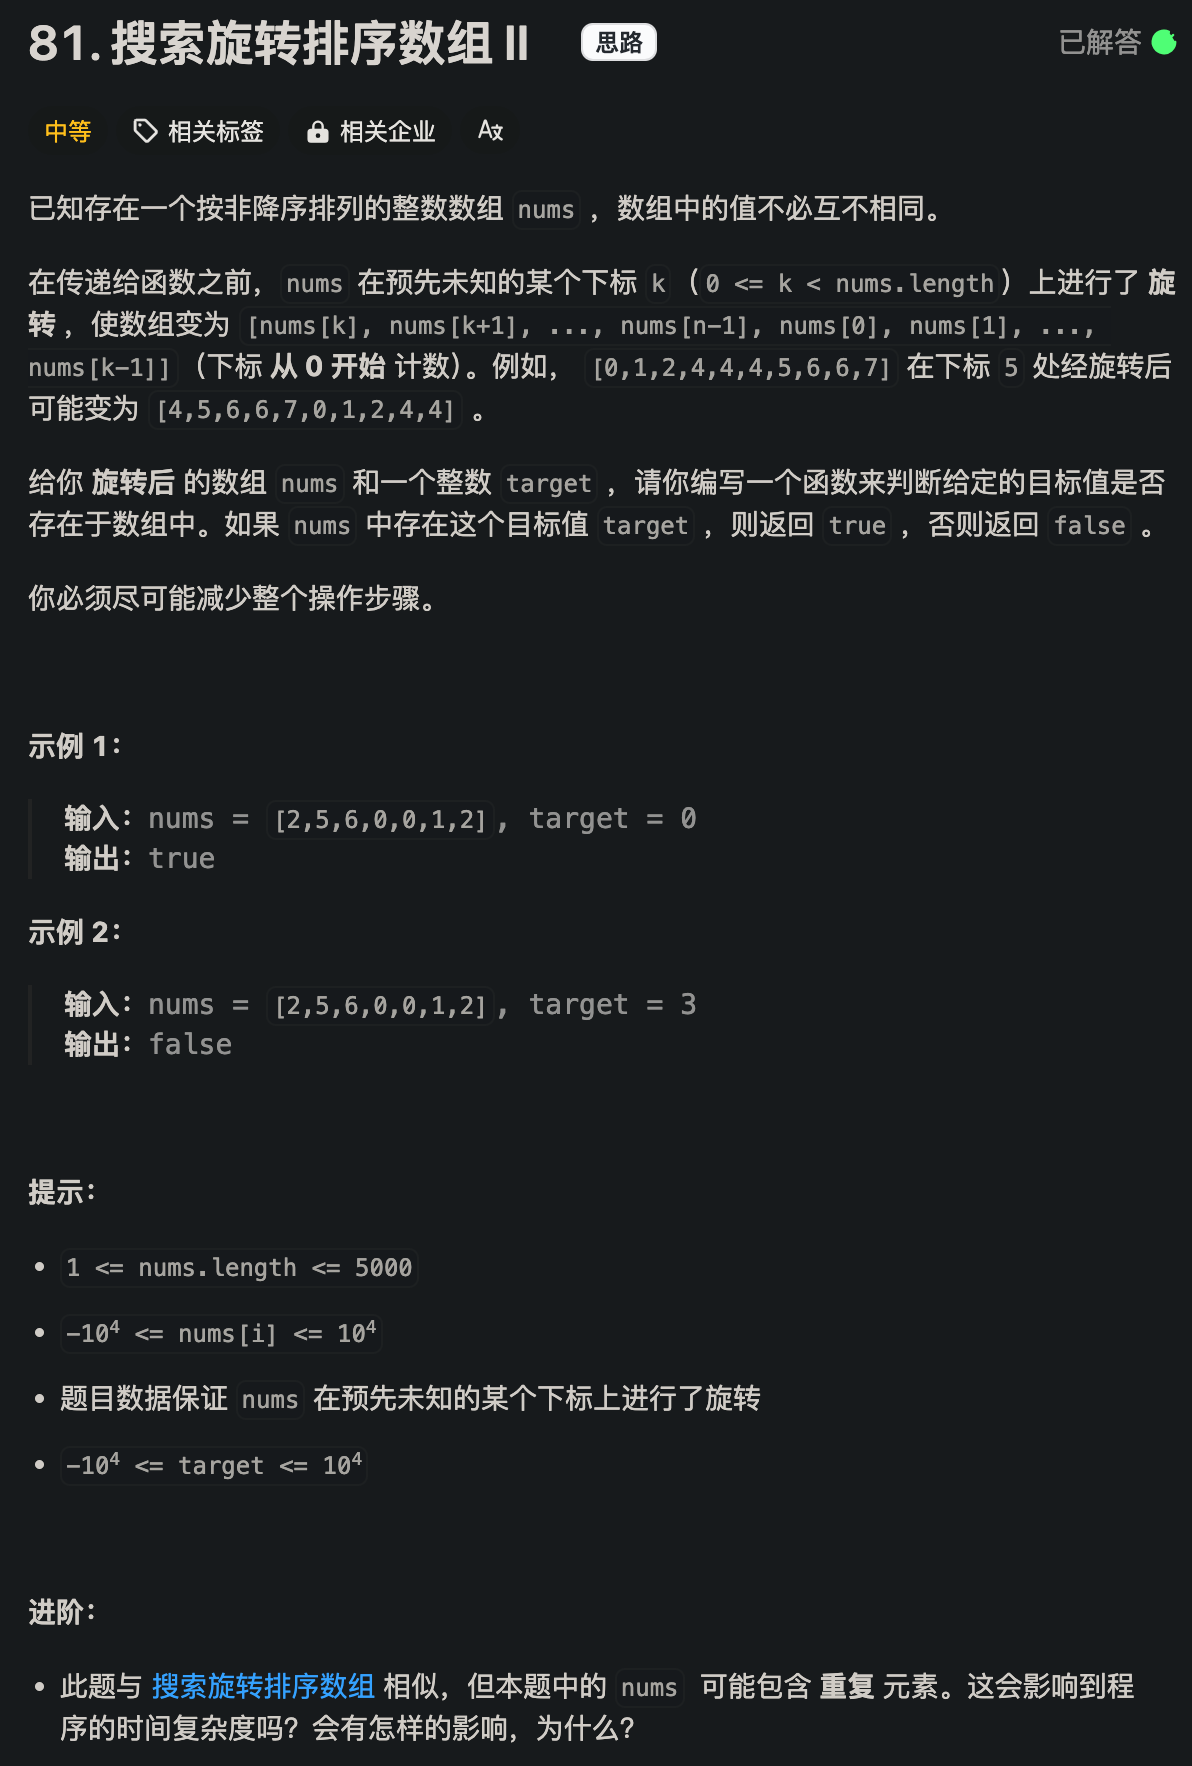 81. 搜索旋转排序数组 II 思路 已解答
中等 相关标签 相关企业 Ax
已知存在一个按非降序排列的整数数组 nums ，数组中的值不必互不相同。
在传递给函数之前，nums 在预先未知的某个下标 k（0 <= k < nums.length）上进行了 旋
转 ，使数组变为 [nums[k], nums[k+1], ..., nums[n-1], nums[0], nums[1], ...,
nums[k-1]]（下标 从 0 开始 计数）。例如， [0,1,2,4,4,4,5,6,6,7] 在下标 5 处经旋转后
可能变为 [4,5,6,6,7,0,1,2,4,4] 。
给你 旋转后 的数组 nums 和一个整数 target ，请你编写一个函数来判断给定的目标值是否
存在于数组中。如果 nums 中存在这个目标值 target ，则返回 true ，否则返回 false 。
你必须尽可能减少整个操作步骤。
示例 1：
输入：nums = [2,5,6,0,0,1,2], target = 0
输出：true
示例 2：
输入：nums = [2,5,6,0,0,1,2], target = 3
输出：false
提示：
• 1 <= nums.length <= 5000
• -10⁴ <= nums[i] <= 10⁴
• 题目数据保证 nums 在预先未知的某个下标上进行了旋转
• -10⁴ <= target <= 10⁴
进阶：
• 此题与 搜索旋转排序数组 相似，但本题中的 nums 可能包含 重复 元素。这会影响到程
序的时间复杂度吗？会有怎样的影响，为什么？